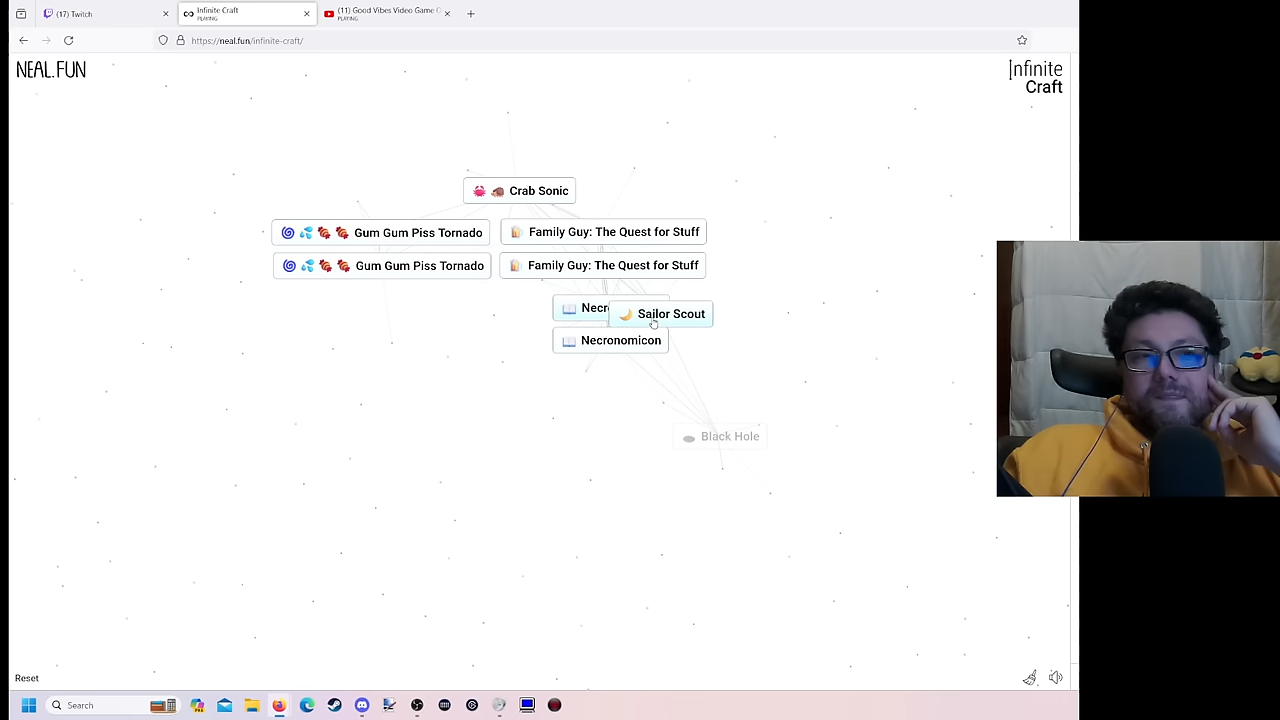 (17) Twitch
Infinite Craft
PLAYING
(11) Good Vibes Video Game
PLAYING
https://neal.fun/infinite-craft/
NEAL.FUN
Infinite
Craft
Crab Sonic
Gum Gum Piss Tornado
Family Guy: The Quest for Stuff
Gum Gum Piss Tornado
Family Guy: The Quest for Stuff
Necr
Sailor Scout
Necronomicon
Black Hole
Reset
Search